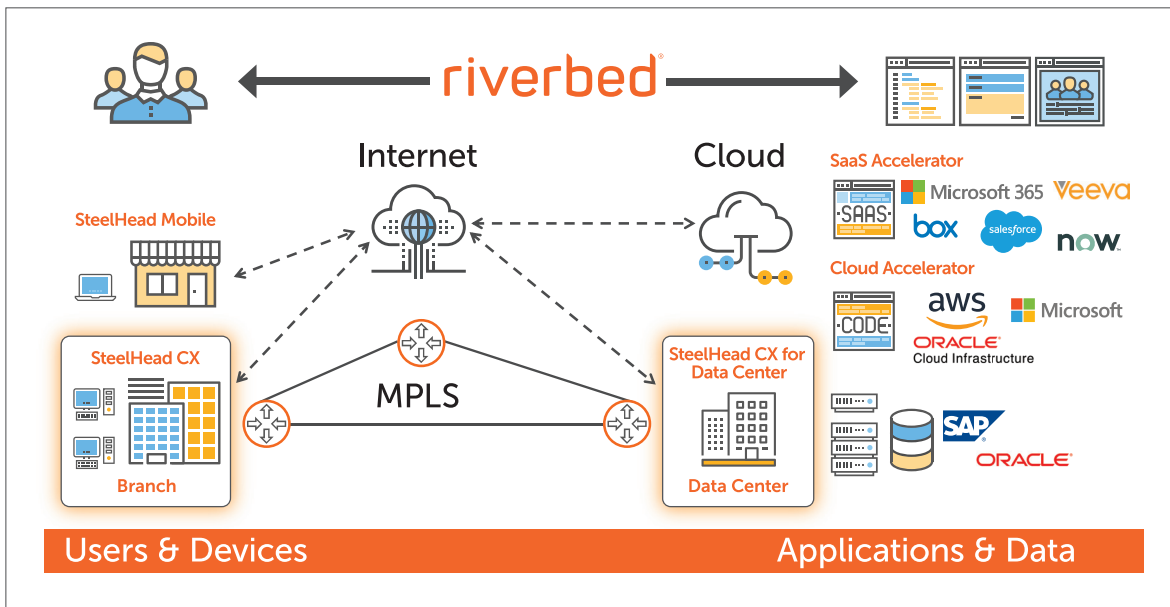 riverbed®
Internet
Cloud
SteelHead Mobile
SaaS Accelerator
SAAS
Microsoft 365
Veeva
box
salesforce
now
Cloud Accelerator
CODE
aws
Microsoft
ORACLE
Cloud Infrastructure
SteelHead CX
Branch
MPLS
SteelHead CX for
Data Center
Data Center
SAP®
ORACLE®
Users & Devices
Applications & Data